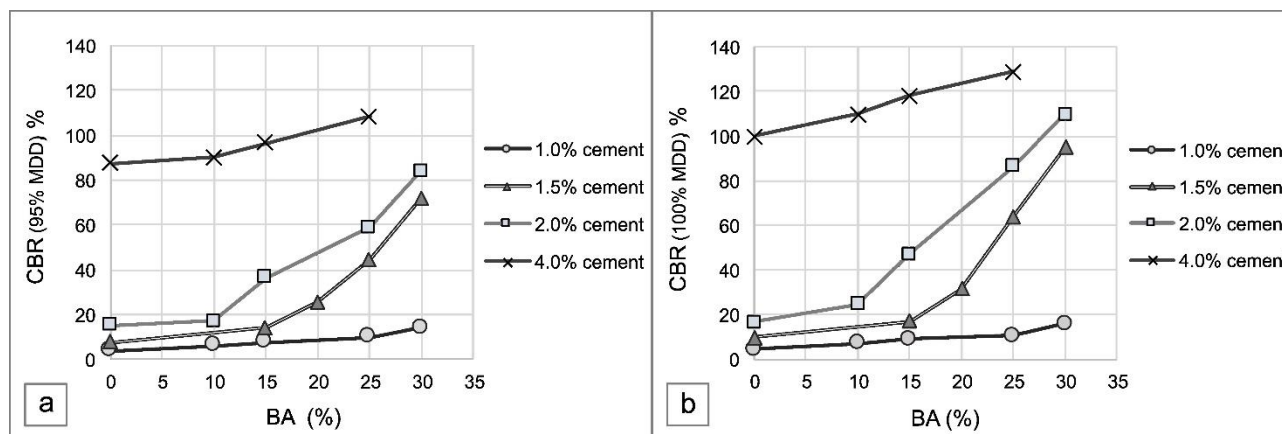 140
120
100
80
60
40
20
0
0 5 10 15 20 25 30 35
CBR (95% MDD) %
BA (%)
1.0% cement
1.5% cement
2.0% cement
4.0% cement
a
140
120
100
80
60
40
20
0
0 5 10 15 20 25 30 35
CBR (100% MDD) %
BA (%)
1.0% cemen
1.5% cemen
2.0% cemen
4.0% cemen
b